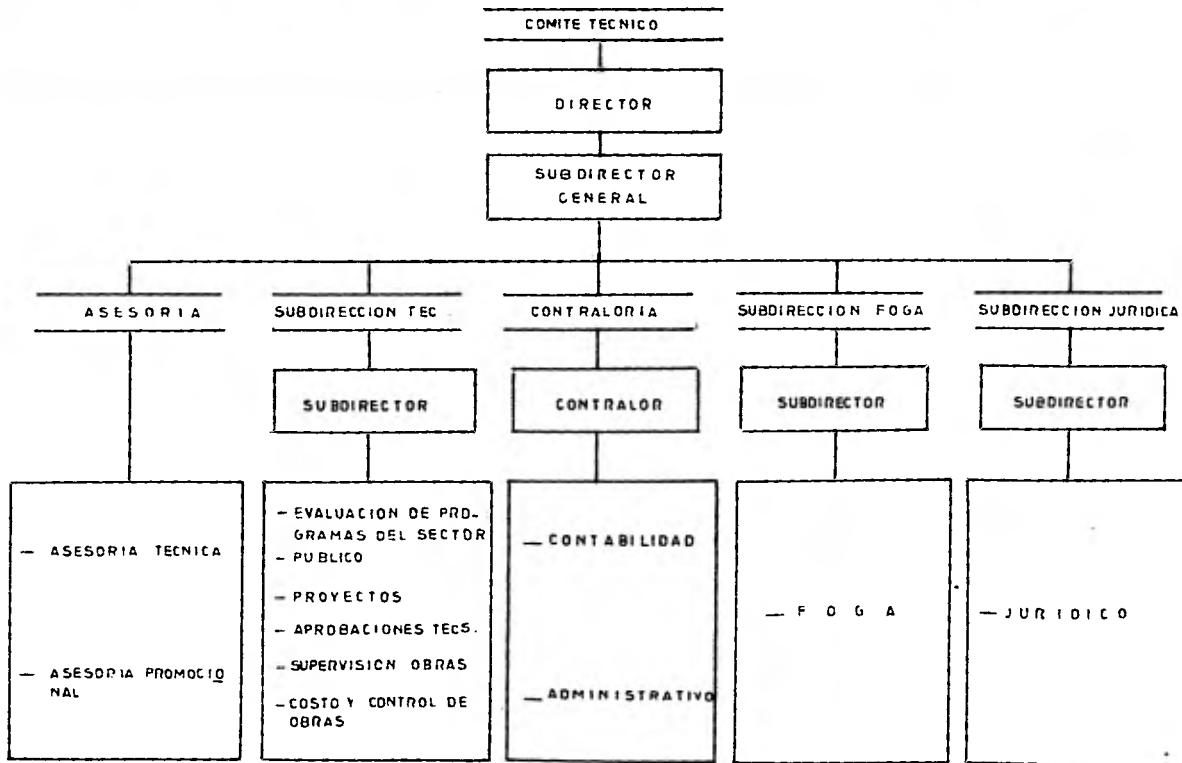 COMITE TECNICO
DIRECTOR
SUBDIRECTOR
GENERAL
ASESORIA
SUBDIRECCION TEC.
CONTRALORIA
SUBDIRECCION FOGA
SUBDIRECCION JURIDICA
SUBDIRECTOR
CONTRALOR
SUBDIRECTOR
SUBDIRECTOR
— ASESORIA TECNICA
— ASESORIA PROMOCIO
NAL
— EVALUACION DE PRO-
GRAMAS DEL SECTOR
— PUBLICO
— PROYECTOS
— APROBACIONES TECS.
— SUPERVISION OBRAS
— COSTO Y CONTROL DE
OBRAS
— CONTABILIDAD
— ADMINISTRATIVO
— FOGA
— JURIDICO